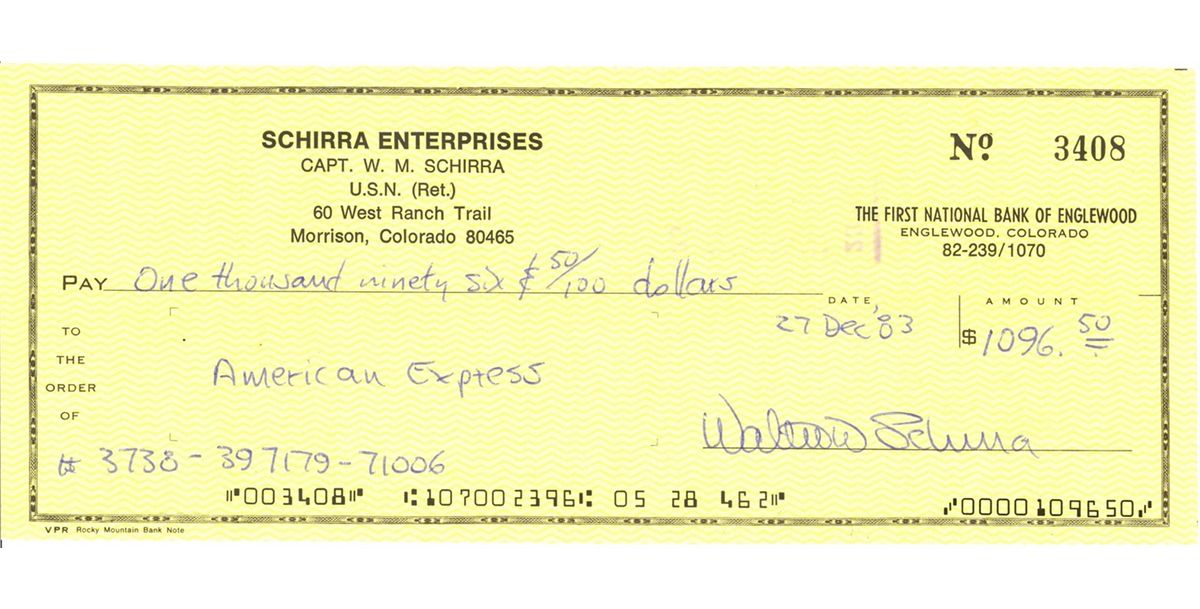 SCHIRRA ENTERPRISES
CAPT. W. M. SCHIRRA
U.S.N. (Ret.)
60 West Ranch Trail
Morrison, Colorado 80465
Nº 3408
THE FIRST NATIONAL BANK OF ENGLEWOOD
ENGLEWOOD, COLORADO
82-239/1070
PAY One thousand ninety six & 50/100 dollars
DATE 27 Dec '83
AMOUNT $ 1096. 50
TO THE ORDER OF
American Express
Walter M Schirra
# 3738-397179-71006
⑈003408⑈ ⑆107002396⑆ 05 28 462⑈ ⑇0000109650⑇
VPR Rocky Mountain Bank Note